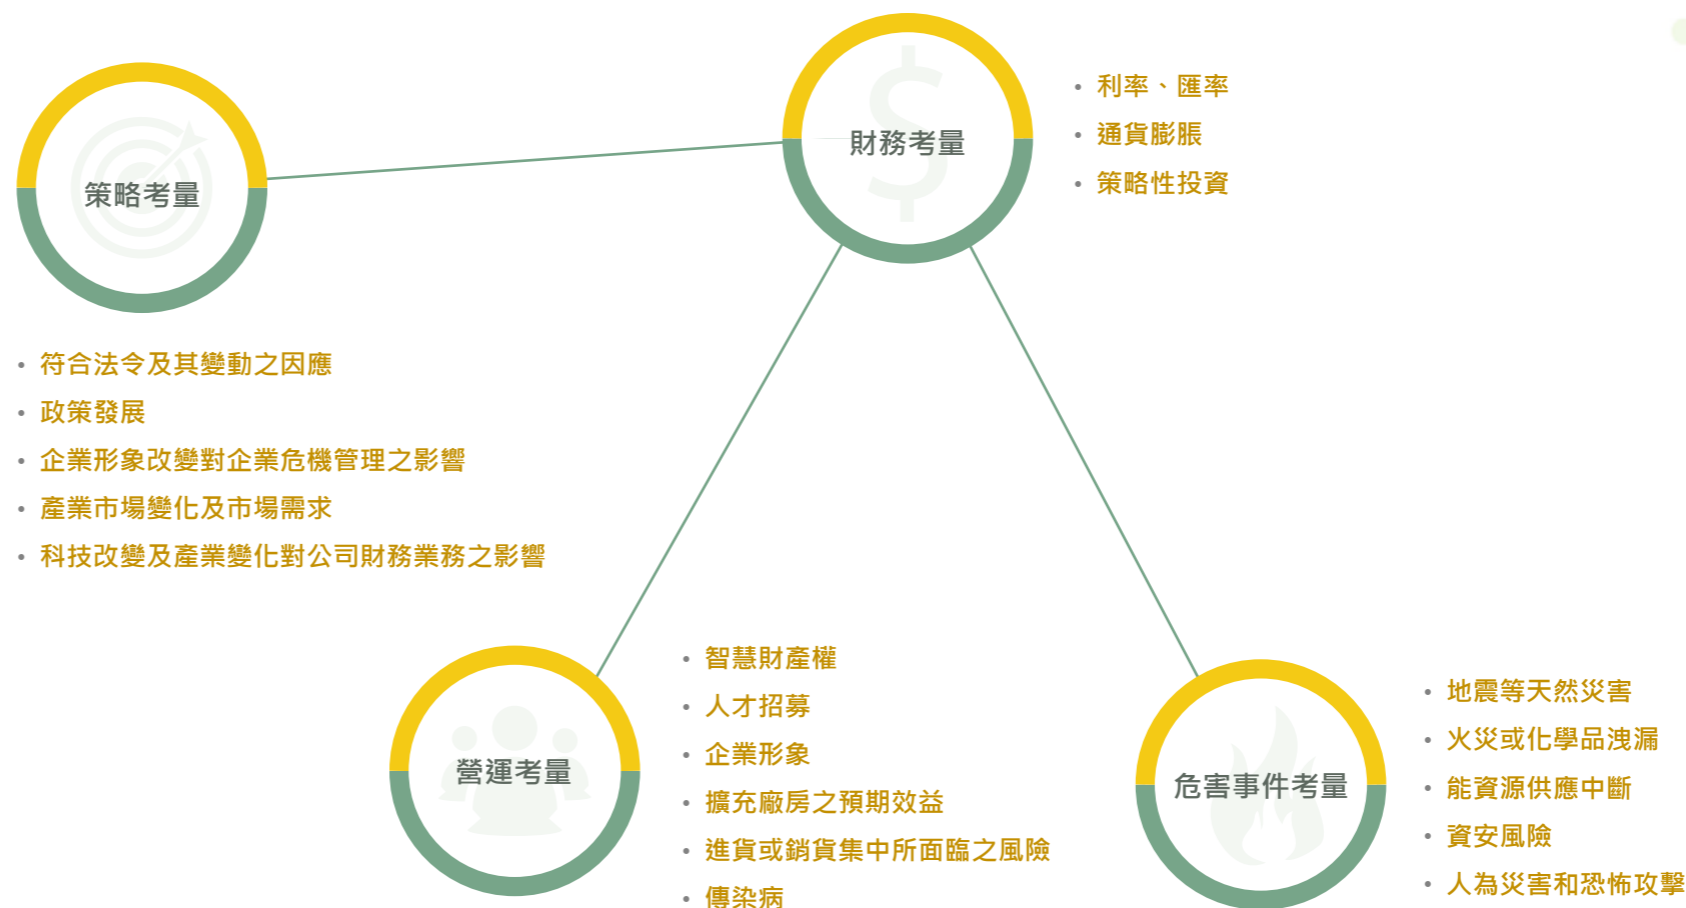 策略考量
• 符合法令及其變動之因應
• 政策發展
• 企業形象改變對企業危機管理之影響
• 產業市場變化及市場需求
• 科技改變及產業變化對公司財務業務之影響
財務考量
• 利率、匯率
• 通貨膨脹
• 策略性投資
營運考量
• 智慧財產權
• 人才招募
• 企業形象
• 擴充廠房之預期效益
• 進貨或銷貨集中所面臨之風險
• 傳染病
危害事件考量
• 地震等天然災害
• 火災或化學品洩漏
• 能資源供應中斷
• 資安風險
• 人為災害和恐怖攻擊